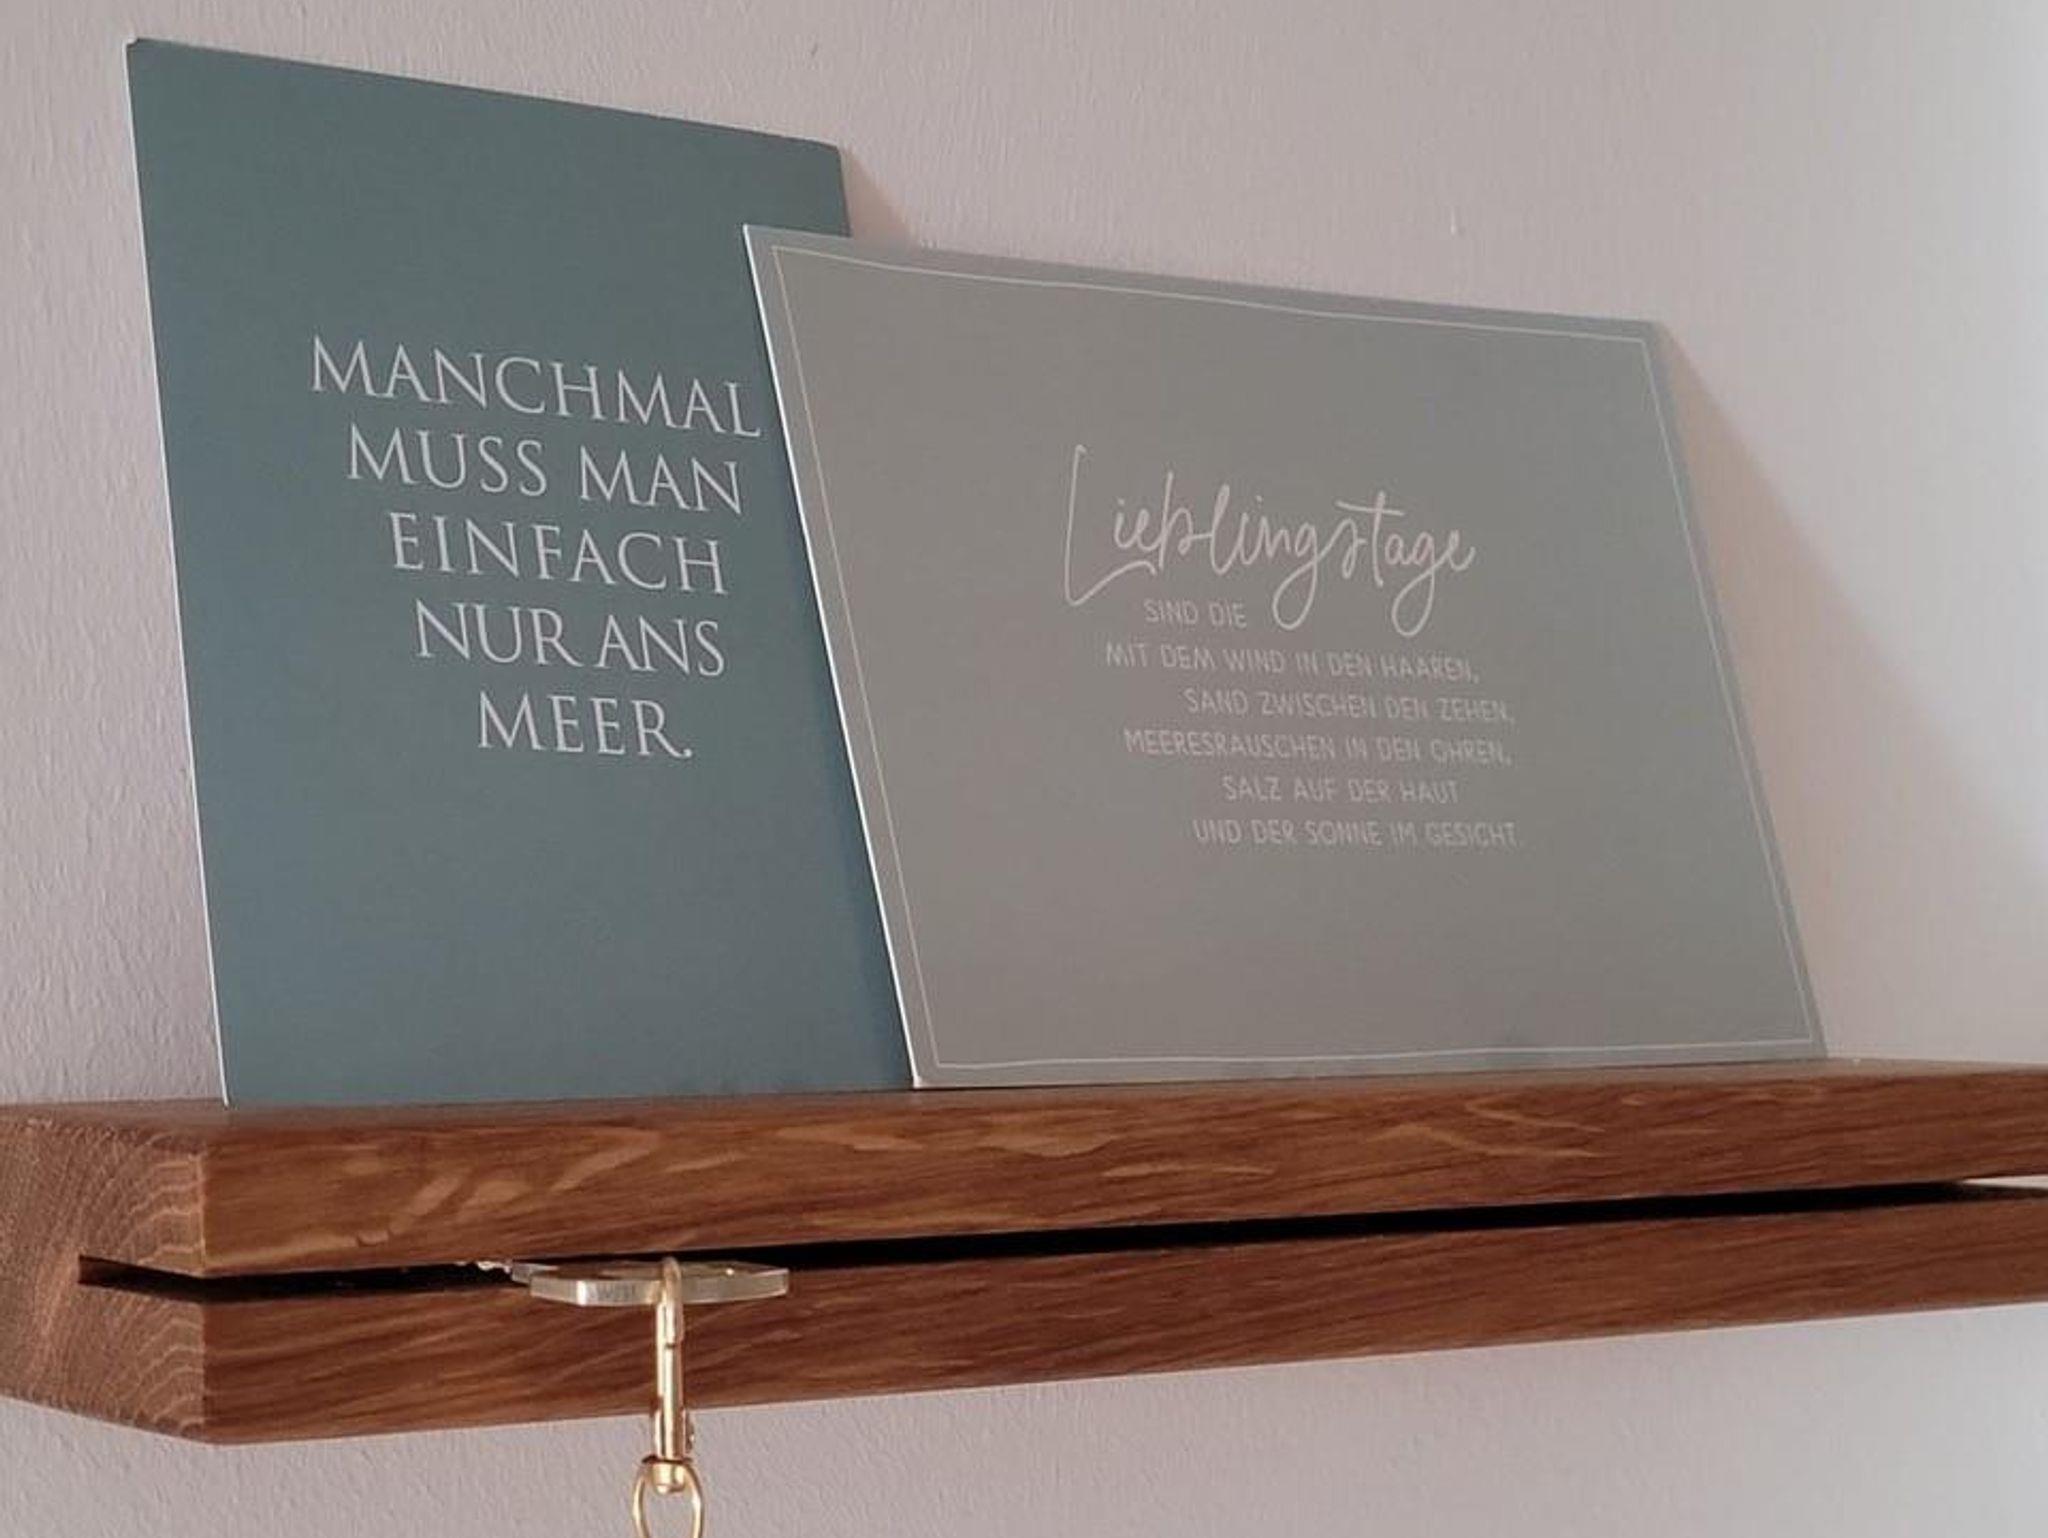 MANCHMAL
MUSS MAN
EINFACH
NUR ANS
MEER.
Lieblingstage
SIND DIE
MIT DEM WIND IN DEN HAAREN,
SAND ZWISCHEN DEN ZEHEN,
MEERESRAUSCHEN IN DEN OHREN,
SALZ AUF DER HAUT
UND DER SONNE IM GESICHT.